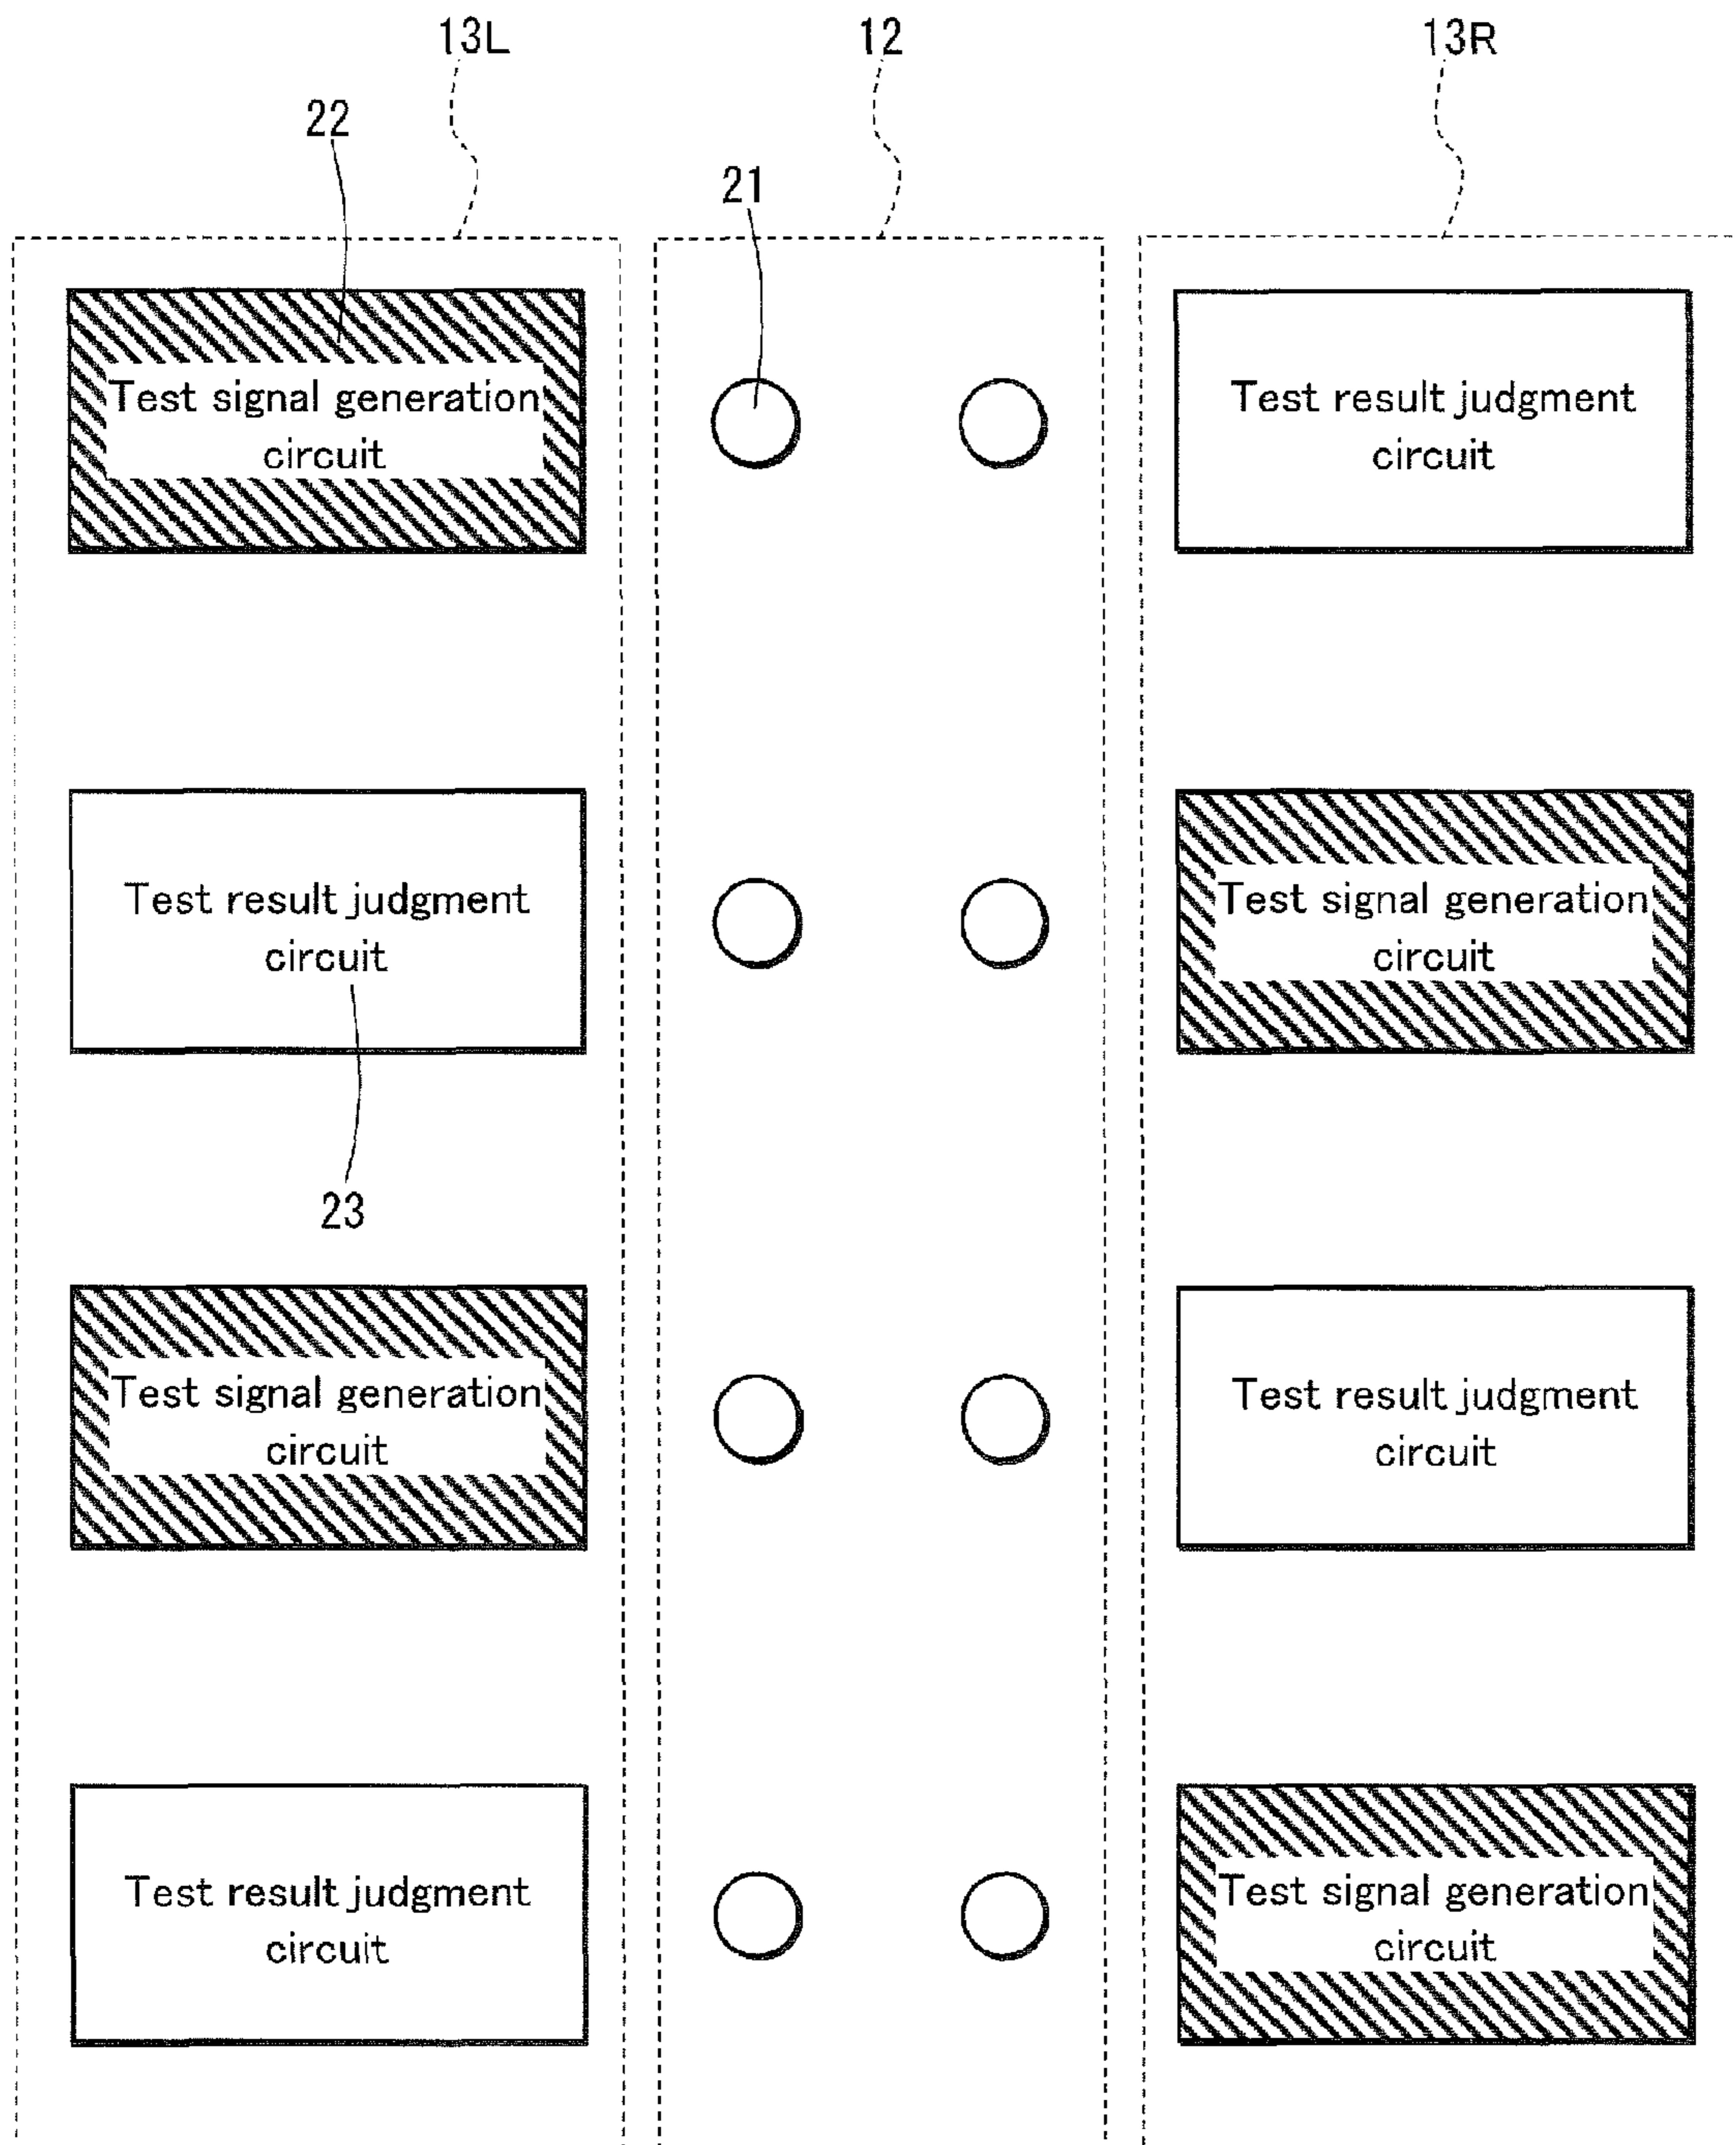 13L
12
13R
22
21
Test signal generation
circuit
Test result judgment
circuit
Test result judgment
circuit
Test signal generation
circuit
23
Test signal generation
circuit
Test result judgment
circuit
Test result judgment
circuit
Test signal generation
circuit